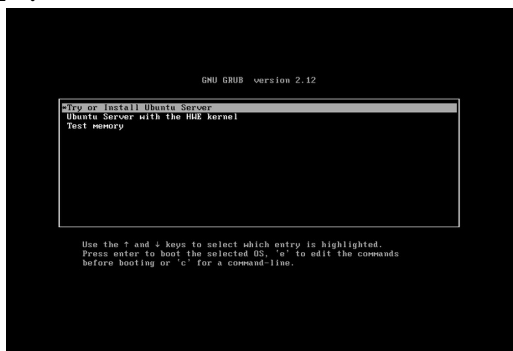 GNU GRUB version 2.12
*Try or Install Ubuntu Server
Ubuntu Server with the HWE kernel
Test memory
Use the ↑ and ↓ keys to select which entry is highlighted.
Press enter to boot the selected OS, 'e' to edit the commands
before booting or 'c' for a command-line.